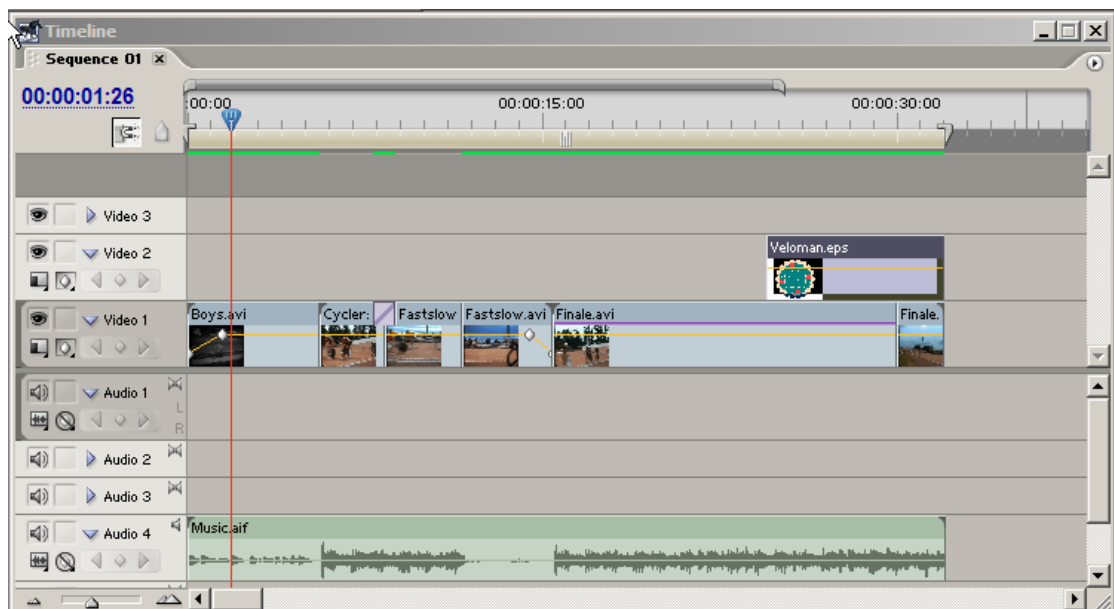 Timeline
Sequence 01
00:00:01:26
:00:00 00:00:15:00 00:00:30:00
Video 3
Video 2
Veloman.eps
Video 1
Boys.avi Cycler: Fastslow Fastslow.avi Finale.avi Finale.
Audio 1
L
R
Audio 2
Audio 3
Audio 4
Music.aif